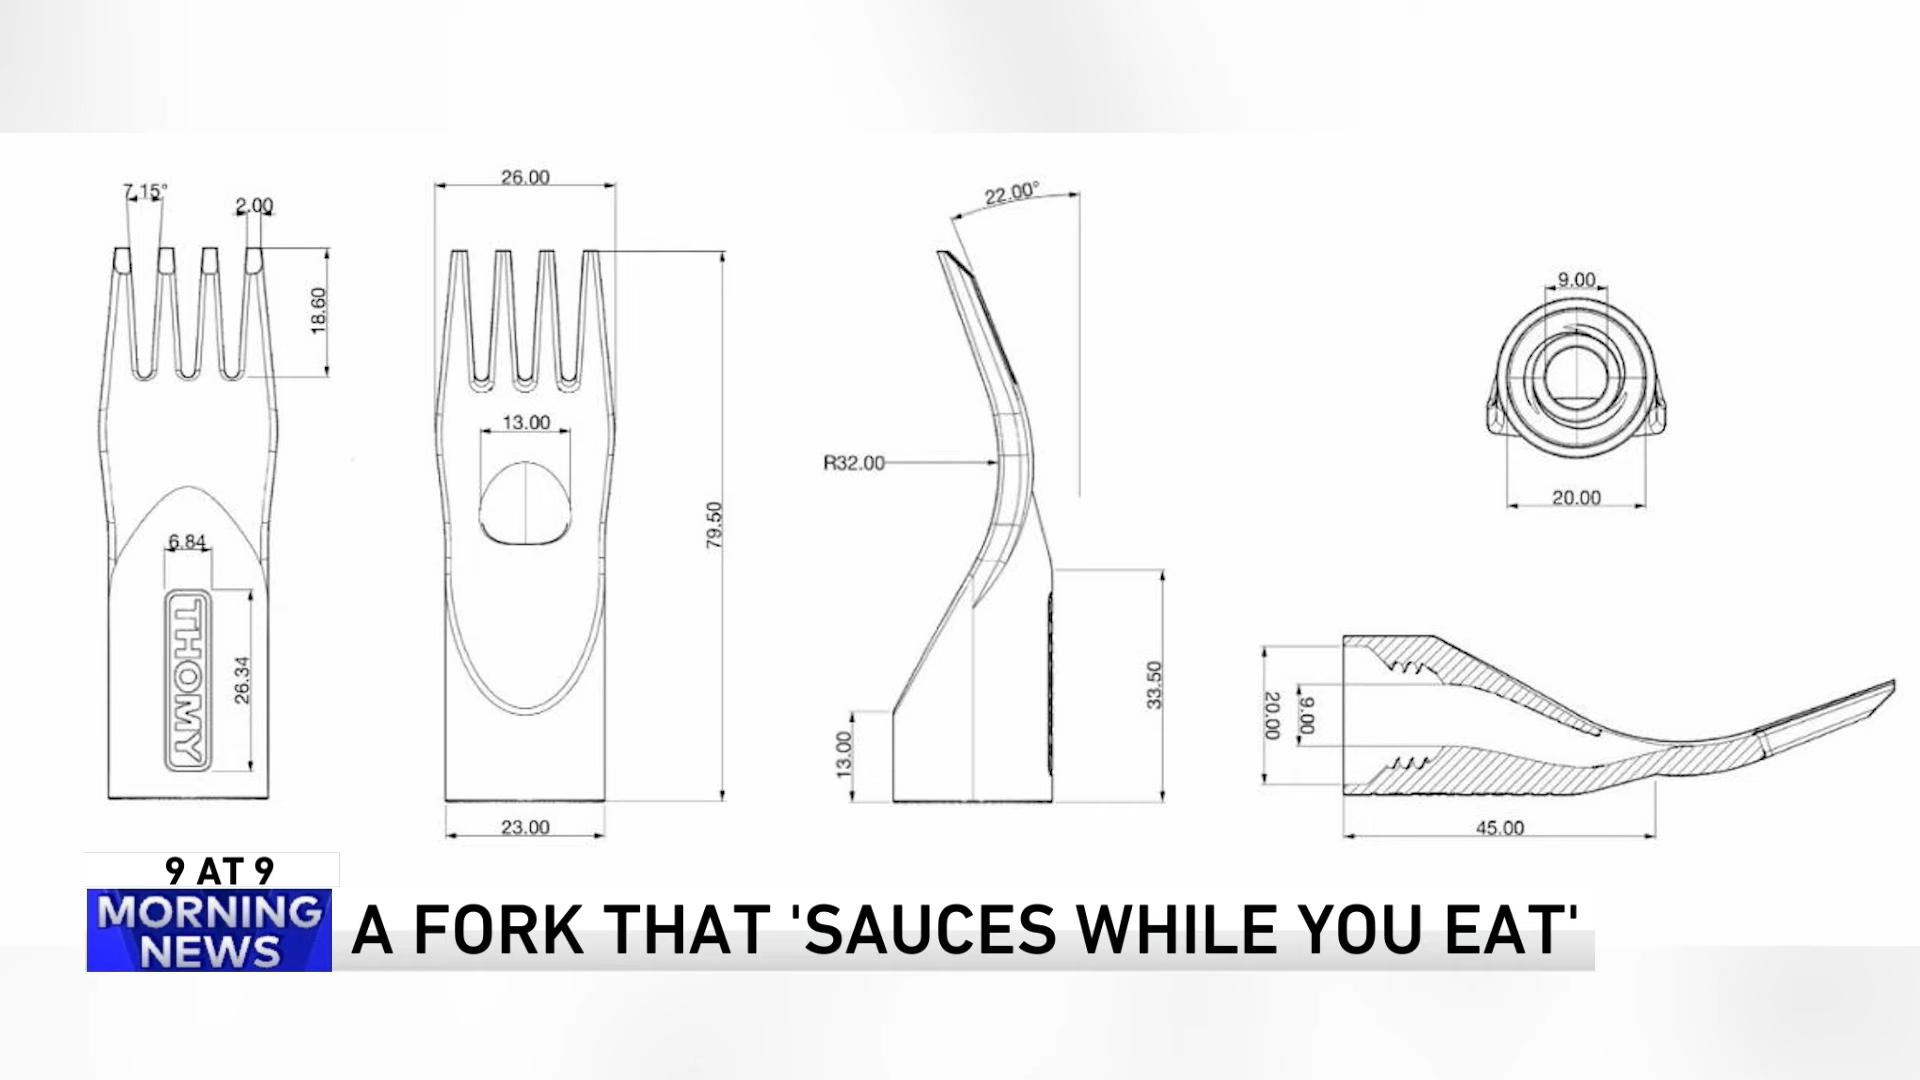 7.15°
2.00
18.60
6.84
26.34
THOMY
26.00
13.00
79.50
23.00
22.00°
R32.00
13.00
33.50
9.00
20.00
20.00
9.00
45.00
9 AT 9
MORNING
NEWS
A FORK THAT 'SAUCES WHILE YOU EAT'